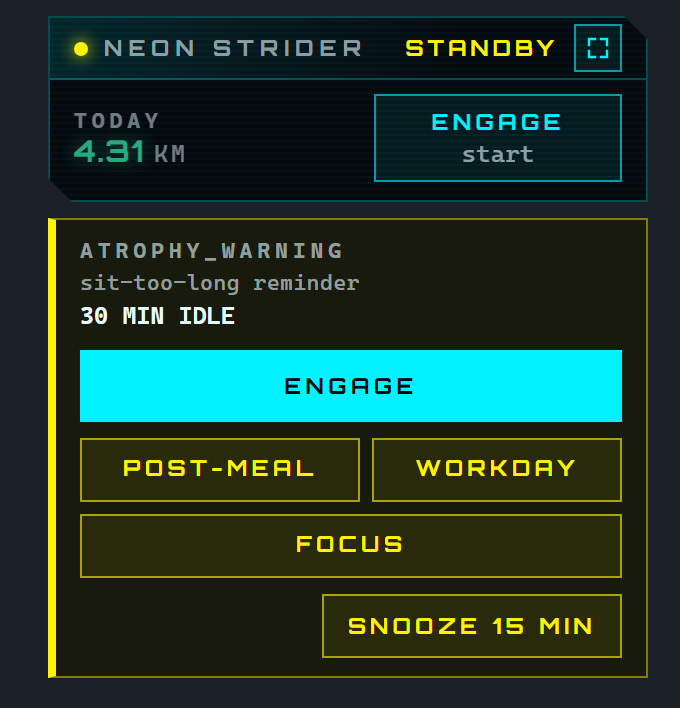 NEON STRIDER STANDBY
TODAY
4.31 KM
ENGAGE
start
ATROPHY_WARNING
sit-too-long reminder
30 MIN IDLE
ENGAGE
POST-MEAL WORKDAY
FOCUS
SNOOZE 15 MIN